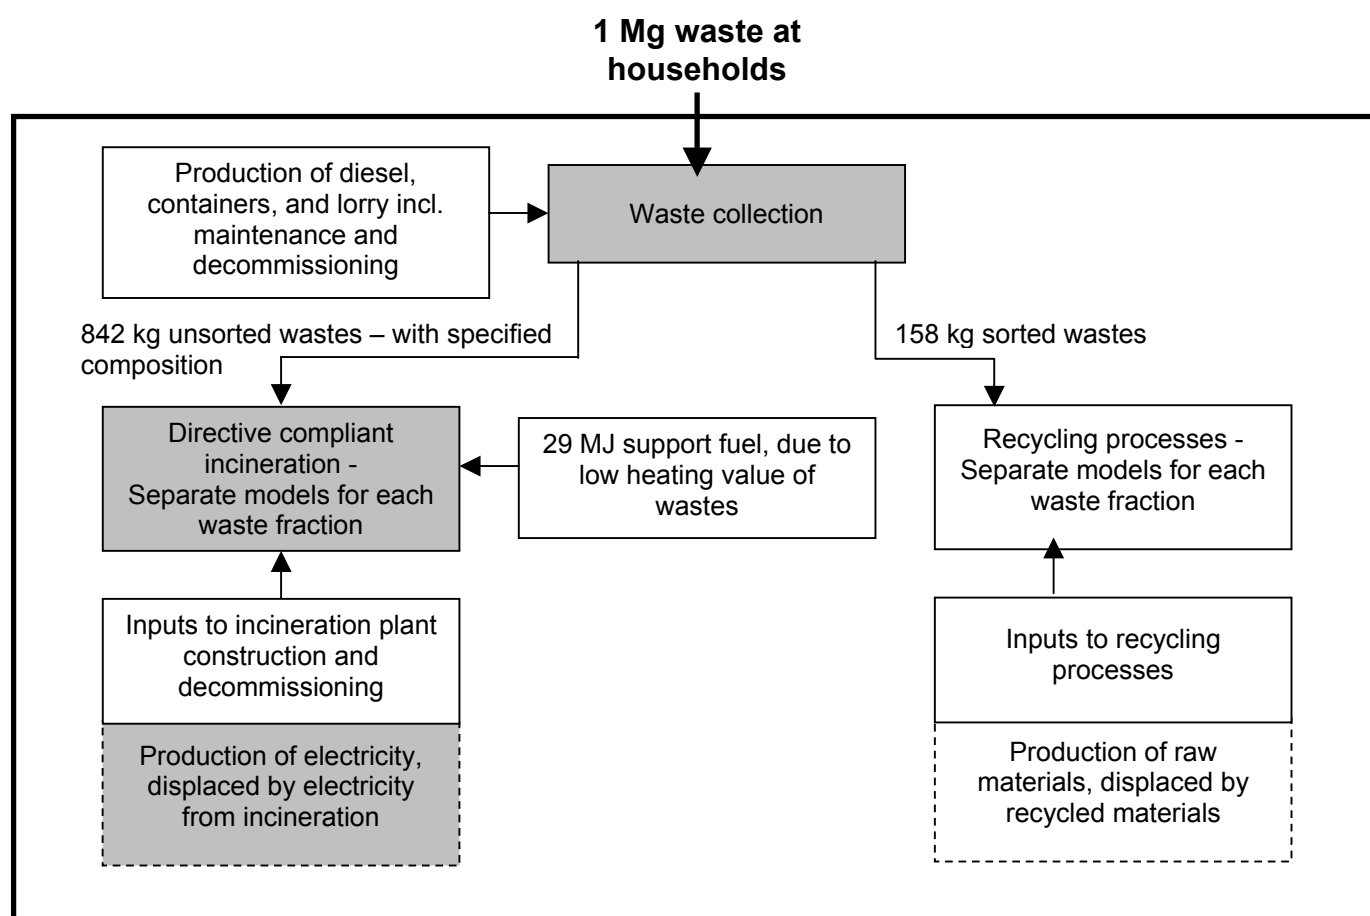 1 Mg waste at
households
Production of diesel,
containers, and lorry incl.
maintenance and
decommissioning
Waste collection
842 kg unsorted wastes – with specified
composition
158 kg sorted wastes
Directive compliant
incineration -
Separate models for each
waste fraction
29 MJ support fuel, due to
low heating value of
wastes
Recycling processes -
Separate models for each
waste fraction
Inputs to incineration plant
construction and
decommissioning
Inputs to recycling
processes
Production of electricity,
displaced by electricity
from incineration
Production of raw
materials, displaced by
recycled materials